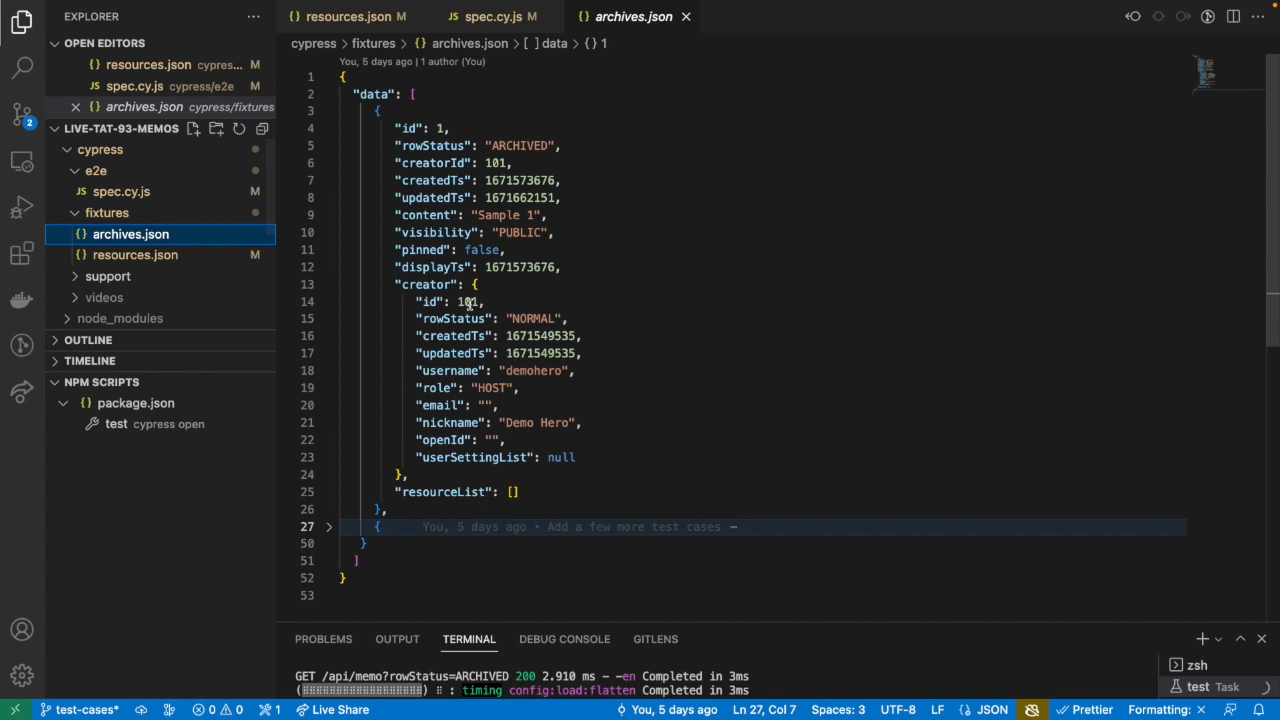 EXPLORER
OPEN EDITORS
resources.json cypres... M
spec.cy.js cypress/e2e M
archives.json cypress/fixtures
LIVE-TAT-93-MEMOS
cypress
e2e
JS spec.cy.js M
fixtures
{} archives.json
{} resources.json M
support
videos
node_modules
OUTLINE
TIMELINE
NPM SCRIPTS
package.json
test cypress open
2
{} resources.json M
JS spec.cy.js M
{} archives.json
cypress > fixtures > {} archives.json > [ ] data > {} 1
You, 5 days ago | 1 author (You)
1 {
2 "data": [
3 {
4 "id": 1,
5 "rowStatus": "ARCHIVED",
6 "creatorId": 101,
7 "createdTs": 1671573676,
8 "updatedTs": 1671662151,
9 "content": "Sample 1",
10 "visibility": "PUBLIC",
11 "pinned": false,
12 "displayTs": 1671573676,
13 "creator": {
14 "id": 101,
15 "rowStatus": "NORMAL",
16 "createdTs": 1671549535,
17 "updatedTs": 1671549535,
18 "username": "demohero",
19 "role": "HOST",
20 "email": "",
21 "nickname": "Demo Hero",
22 "openId": "",
23 "userSettingList": null
24 },
25 "resourceList": []
26 },
27 { You, 5 days ago • Add a few more test cases ⋯
50 }
51 ]
52 }
53
PROBLEMS OUTPUT TERMINAL DEBUG CONSOLE GITLENS
GET /api/memo?rowStatus=ARCHIVED 200 2.910 ms - -en Completed in 3ms
(⠿⠿⠿⠿⠿⠿⠿⠿⠿⠿⠿⠿⠿⠿⠿⠿⠿⠿) ⠇ : timing config:load:flatten Completed in 3ms
zsh
test Task
test-cases* 0 0 1 Live Share You, 5 days ago Ln 27, Col 7 Spaces: 3 UTF-8 LF {} JSON Prettier Formatting: ×